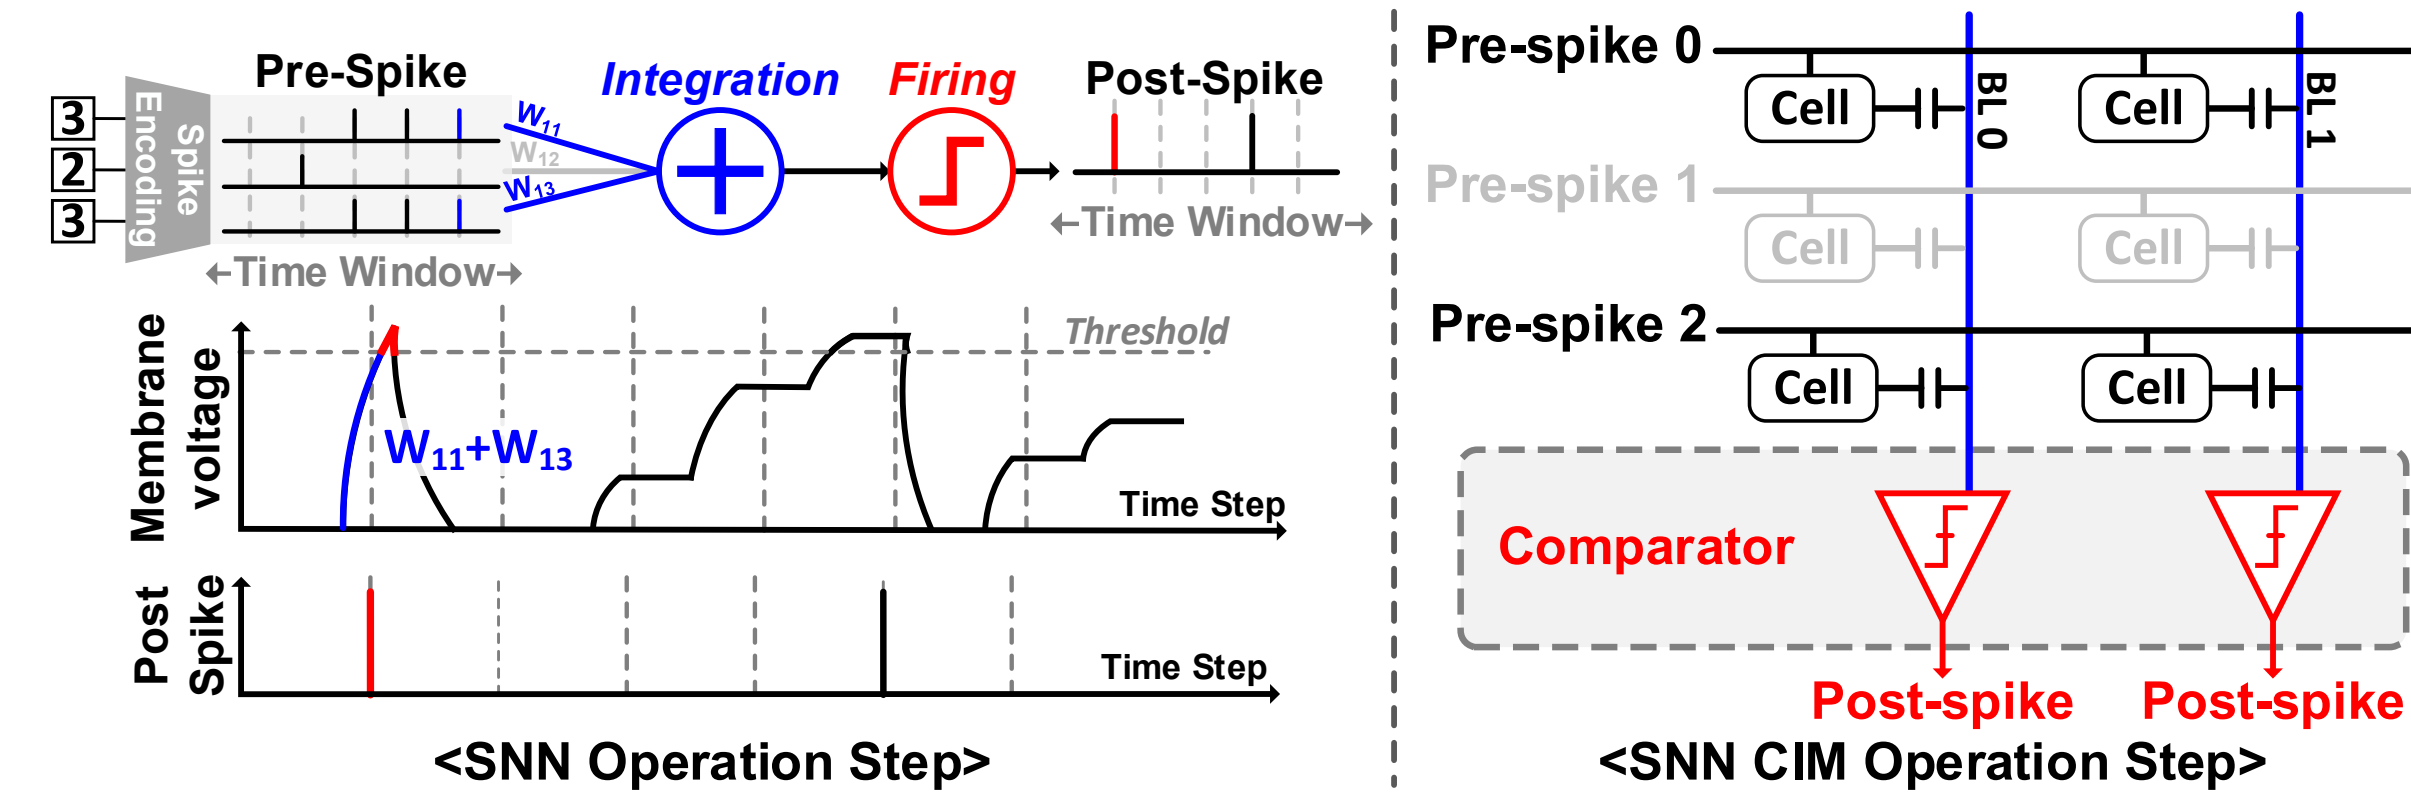 Pre-Spike
Integration
Firing
Post-Spike
3
2
3
Spike
Encoding
W11
W12
W13
Time Window
Time Window
Membrane
voltage
Threshold
W11+W13
Time Step
Post
Spike
Time Step
<SNN Operation Step>
Pre-spike 0
Cell
Cell
BL 0
BL 1
Pre-spike 1
Cell
Cell
Pre-spike 2
Cell
Cell
Comparator
Post-spike
Post-spike
<SNN CIM Operation Step>